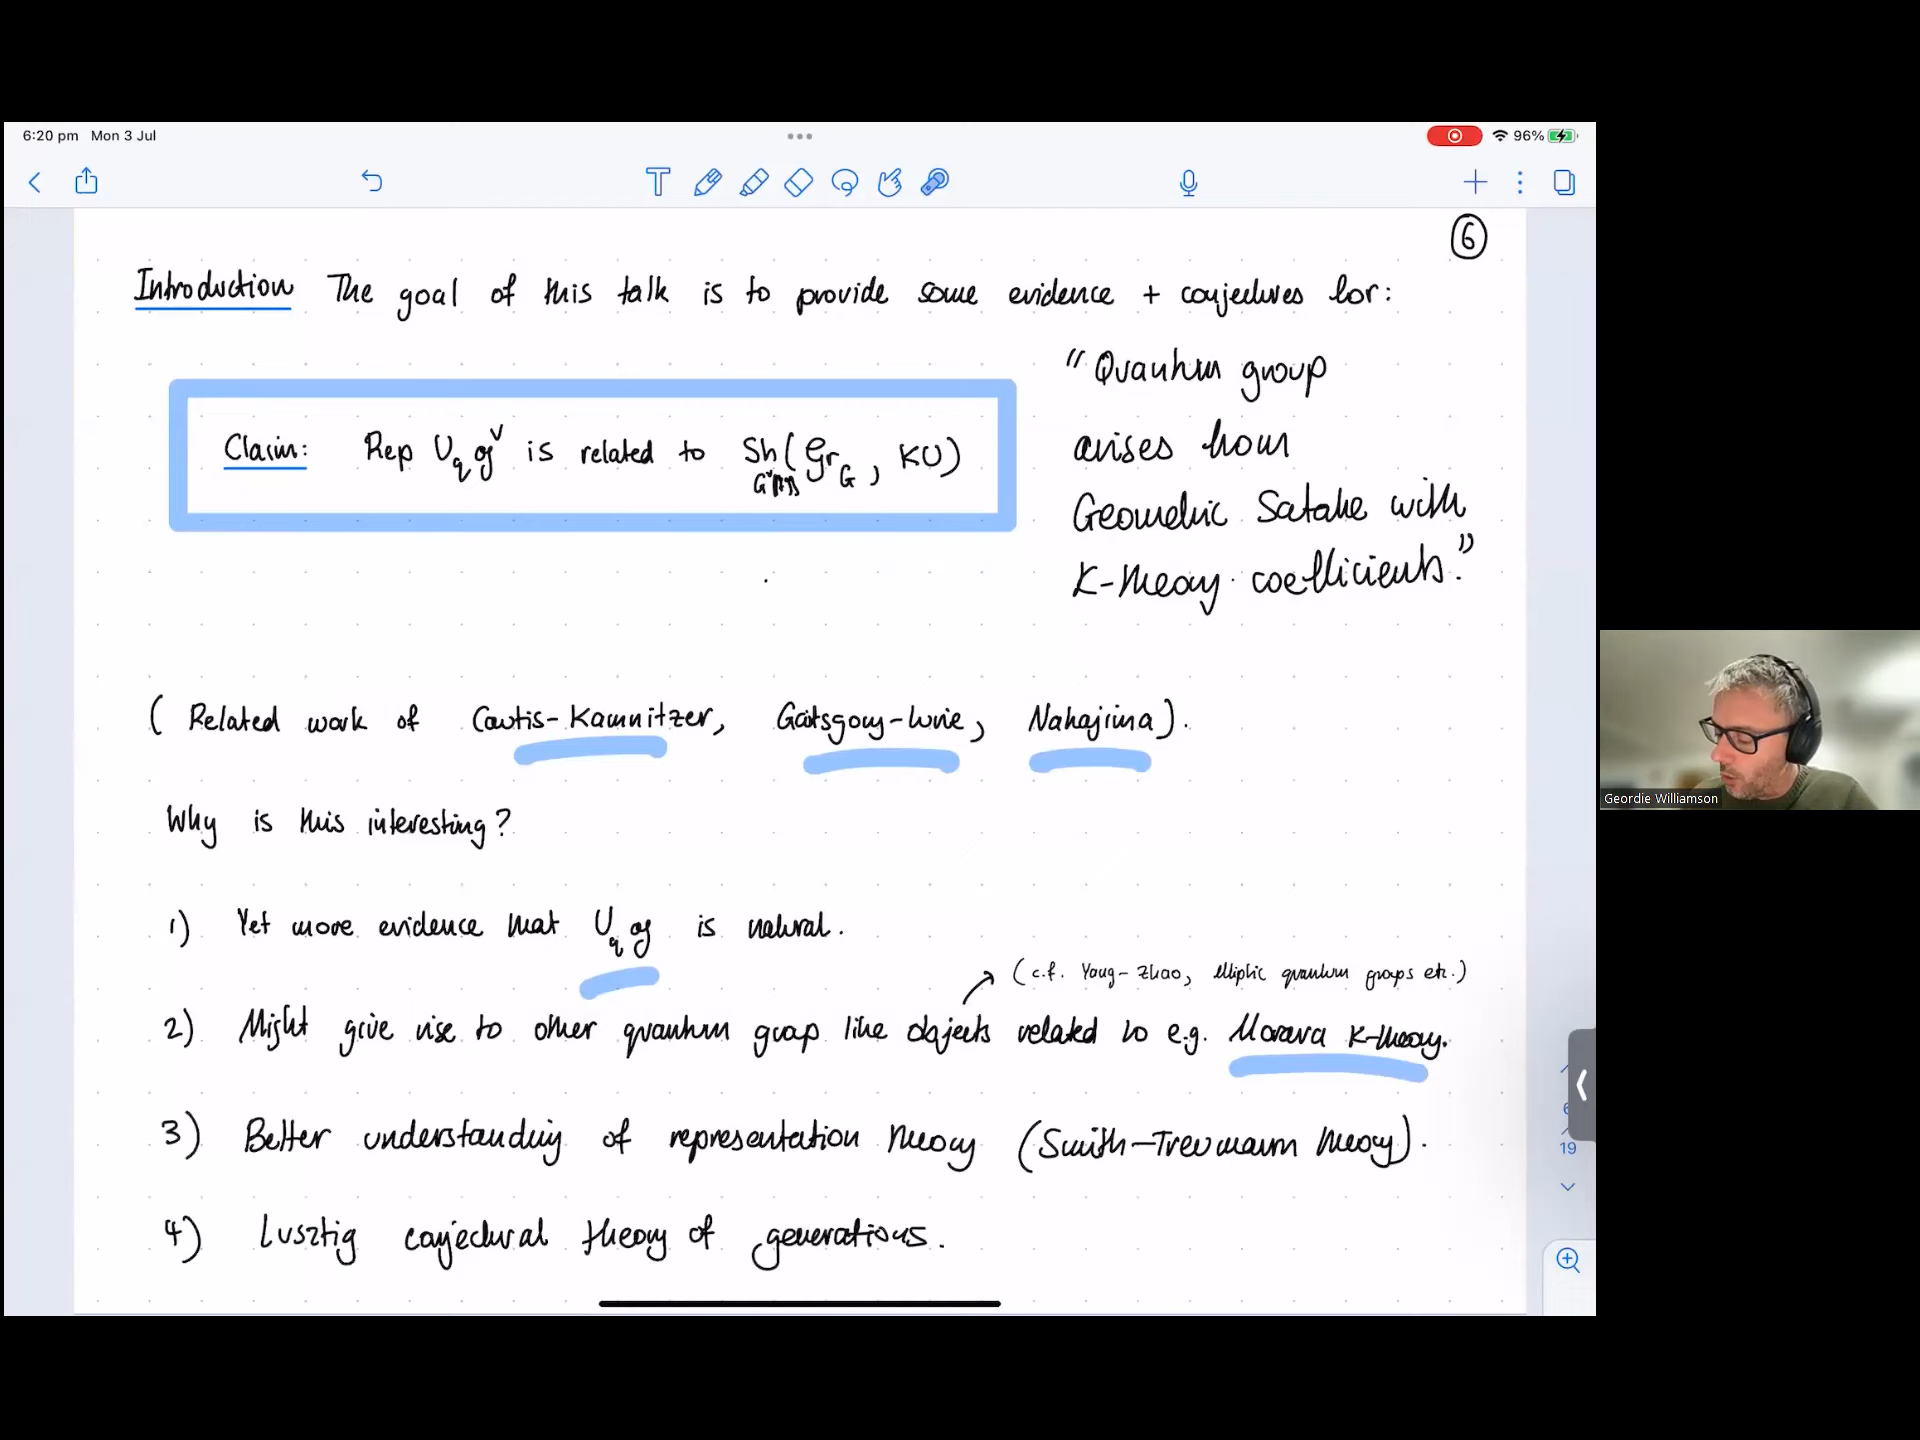 6:20 pm Mon 3 Jul
96%
6
Introduction The goal of this talk is to provide some evidence + conjectures for:
"Quantum group
arises from
Geometric Satake with
K-theory coefficients."
Claim: Rep U_q g^∨ is related to Sh(Gr_G, KU)
(Related work of Cautis-Kamnitzer, Gaitsgory-Lurie, Nakajima).
Why is this interesting?
1) Yet more evidence that U_q g is natural.
(c.f. Yang-Zhao, elliptic quantum groups etc.)
2) Might give rise to other quantum group like objects related to e.g. Morava K-theory.
3) Better understanding of representation theory (Smith-Treumann theory).
4) Lusztig conjectural theory of generations.
19
Geordie Williamson